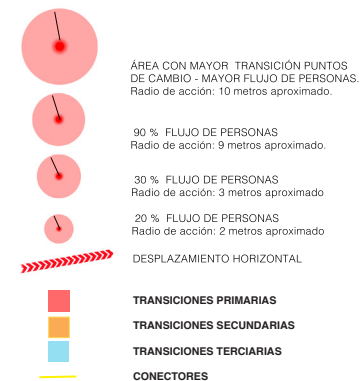 ÁREA CON MAYOR TRANSICIÓN PUNTOS
DE CAMBIO - MAYOR FLUJO DE PERSONAS.
Radio de acción: 10 metros aproximado.
90 % FLUJO DE PERSONAS
Radio de acción: 9 metros aproximado.
30 % FLUJO DE PERSONAS
Radio de acción: 3 metros aproximado
20 % FLUJO DE PERSONAS
Radio de acción: 2 metros aproximado
DESPLAZAMIENTO HORIZONTAL
TRANSICIONES PRIMARIAS
TRANSICIONES SECUNDARIAS
TRANSICIONES TERCIARIAS
CONECTORES